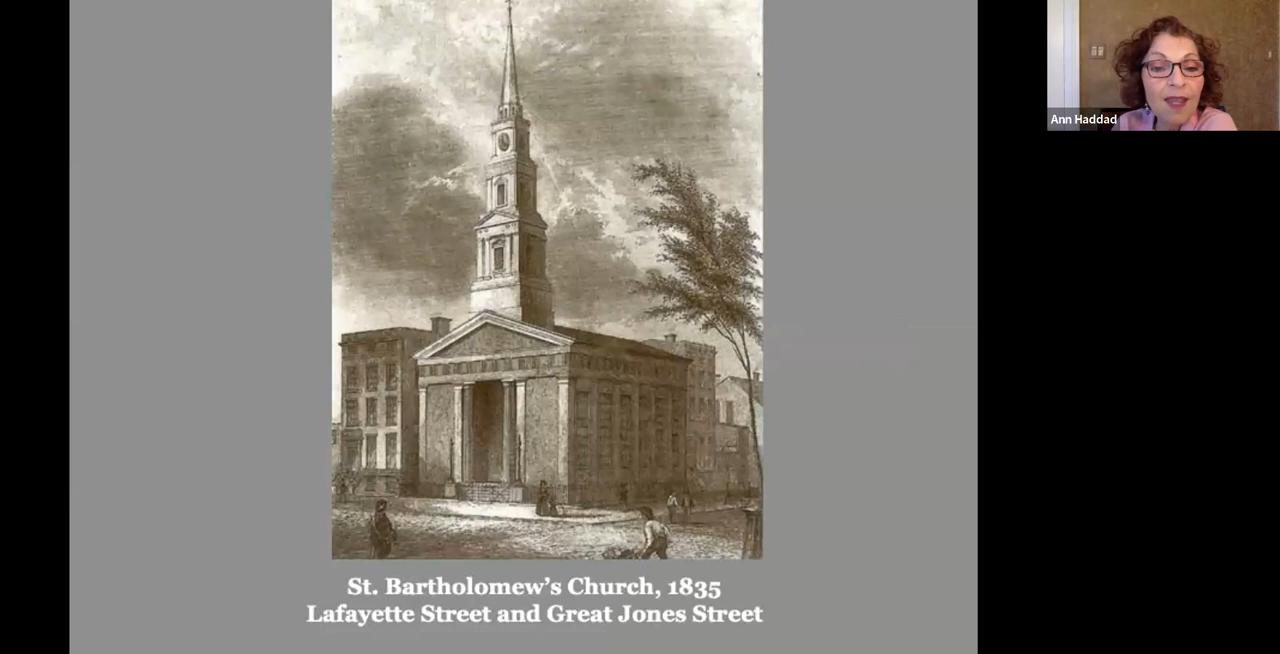 Ann Haddad
St. Bartholomew's Church, 1835
Lafayette Street and Great Jones Street